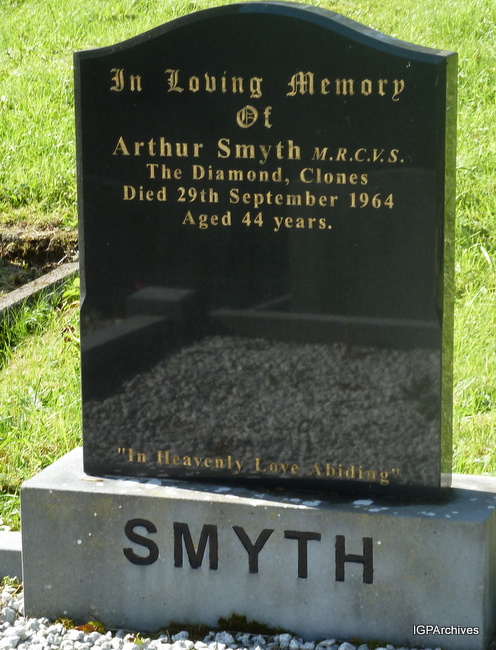 In Loving Memory
Of
Arthur Smyth M.R.C.V.S.
The Diamond, Clones
Died 29th September 1964
Aged 44 years.
"In Heavenly Love Abiding"
SMYTH
IGPArchives